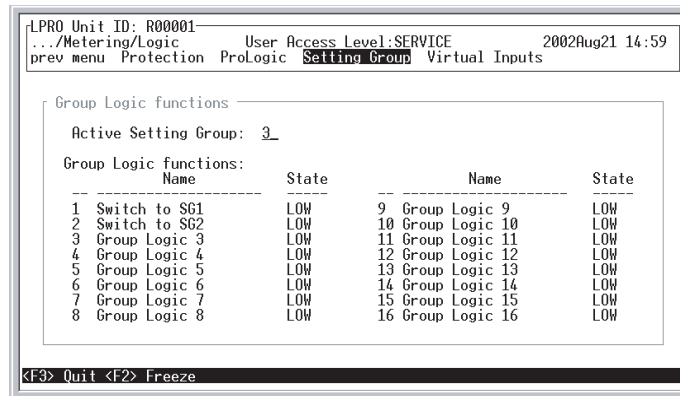 LPRO Unit ID: R00001
.../Metering/Logic User Access Level:SERVICE 2002Aug21 14:59
prev menu Protection ProLogic Setting Group Virtual Inputs
Group Logic functions
Active Setting Group: 3_
Group Logic functions:
Name State Name State
1 Switch to SG1 LOW 9 Group Logic 9 LOW
2 Switch to SG2 LOW 10 Group Logic 10 LOW
3 Group Logic 3 LOW 11 Group Logic 11 LOW
4 Group Logic 4 LOW 12 Group Logic 12 LOW
5 Group Logic 5 LOW 13 Group Logic 13 LOW
6 Group Logic 6 LOW 14 Group Logic 14 LOW
7 Group Logic 7 LOW 15 Group Logic 15 LOW
8 Group Logic 8 LOW 16 Group Logic 16 LOW
<F3> Quit <F2> Freeze